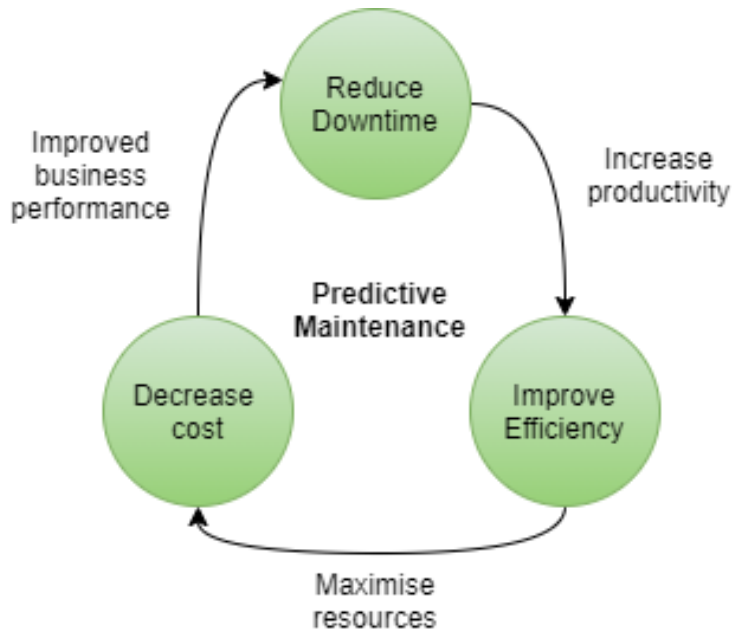 Reduce
Downtime
Improved
business
performance
Increase
productivity
Predictive
Maintenance
Decrease
cost
Improve
Efficiency
Maximise
resources